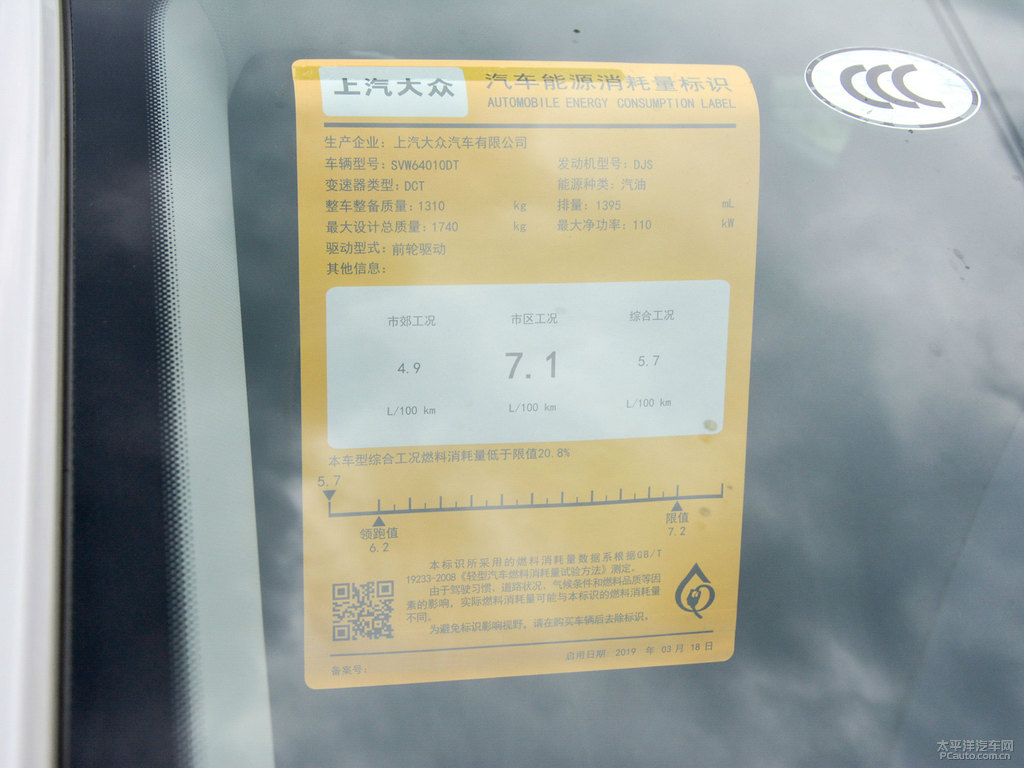 上汽大众
汽车能源消耗量标识
AUTOMOBILE ENERGY CONSUMPTION LABEL
CCC
生产企业：上汽大众汽车有限公司
车辆型号：SVW64010DT 发动机型号：DJS
变速器类型：DCT 能源种类：汽油
整车整备质量：1310 kg 排量：1395 mL
最大设计总质量：1740 kg 最大净功率：110 kW
驱动型式：前轮驱动
其他信息：
市郊工况 市区工况 综合工况
4.9 7.1 5.7
L/100 km L/100 km L/100 km
本车型综合工况燃料消耗量低于限值20.8%
5.7
领跑值 限值
6.2 7.2
本标识所采用的燃料消耗量数据系根据GB/T
19233-2008《轻型汽车燃料消耗量试验方法》测定。
由于驾驶习惯、道路状况、气候条件和燃料品质等因
素的影响，实际燃料消耗量可能与本标识的燃料消耗量
不同。
为避免标识影响视野，请在购买车辆后去除标识。
备案号：
启用日期：2019 年 03 月 18 日
太平洋汽车网
PCauto.com.cn